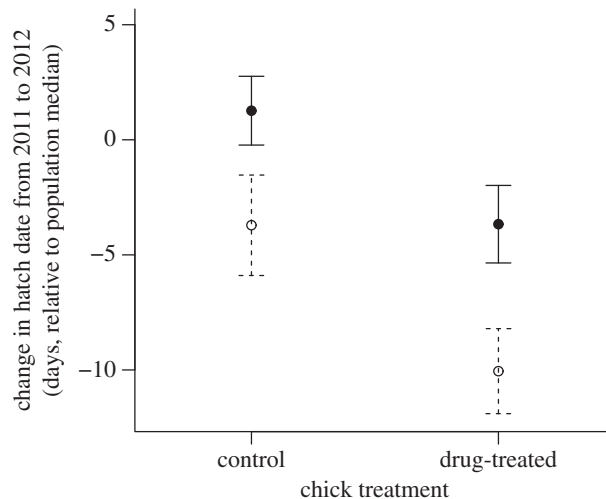 change in hatch date from 2011 to 2012
(days, relative to population median)
5
0
−5
−10
control drug-treated
chick treatment